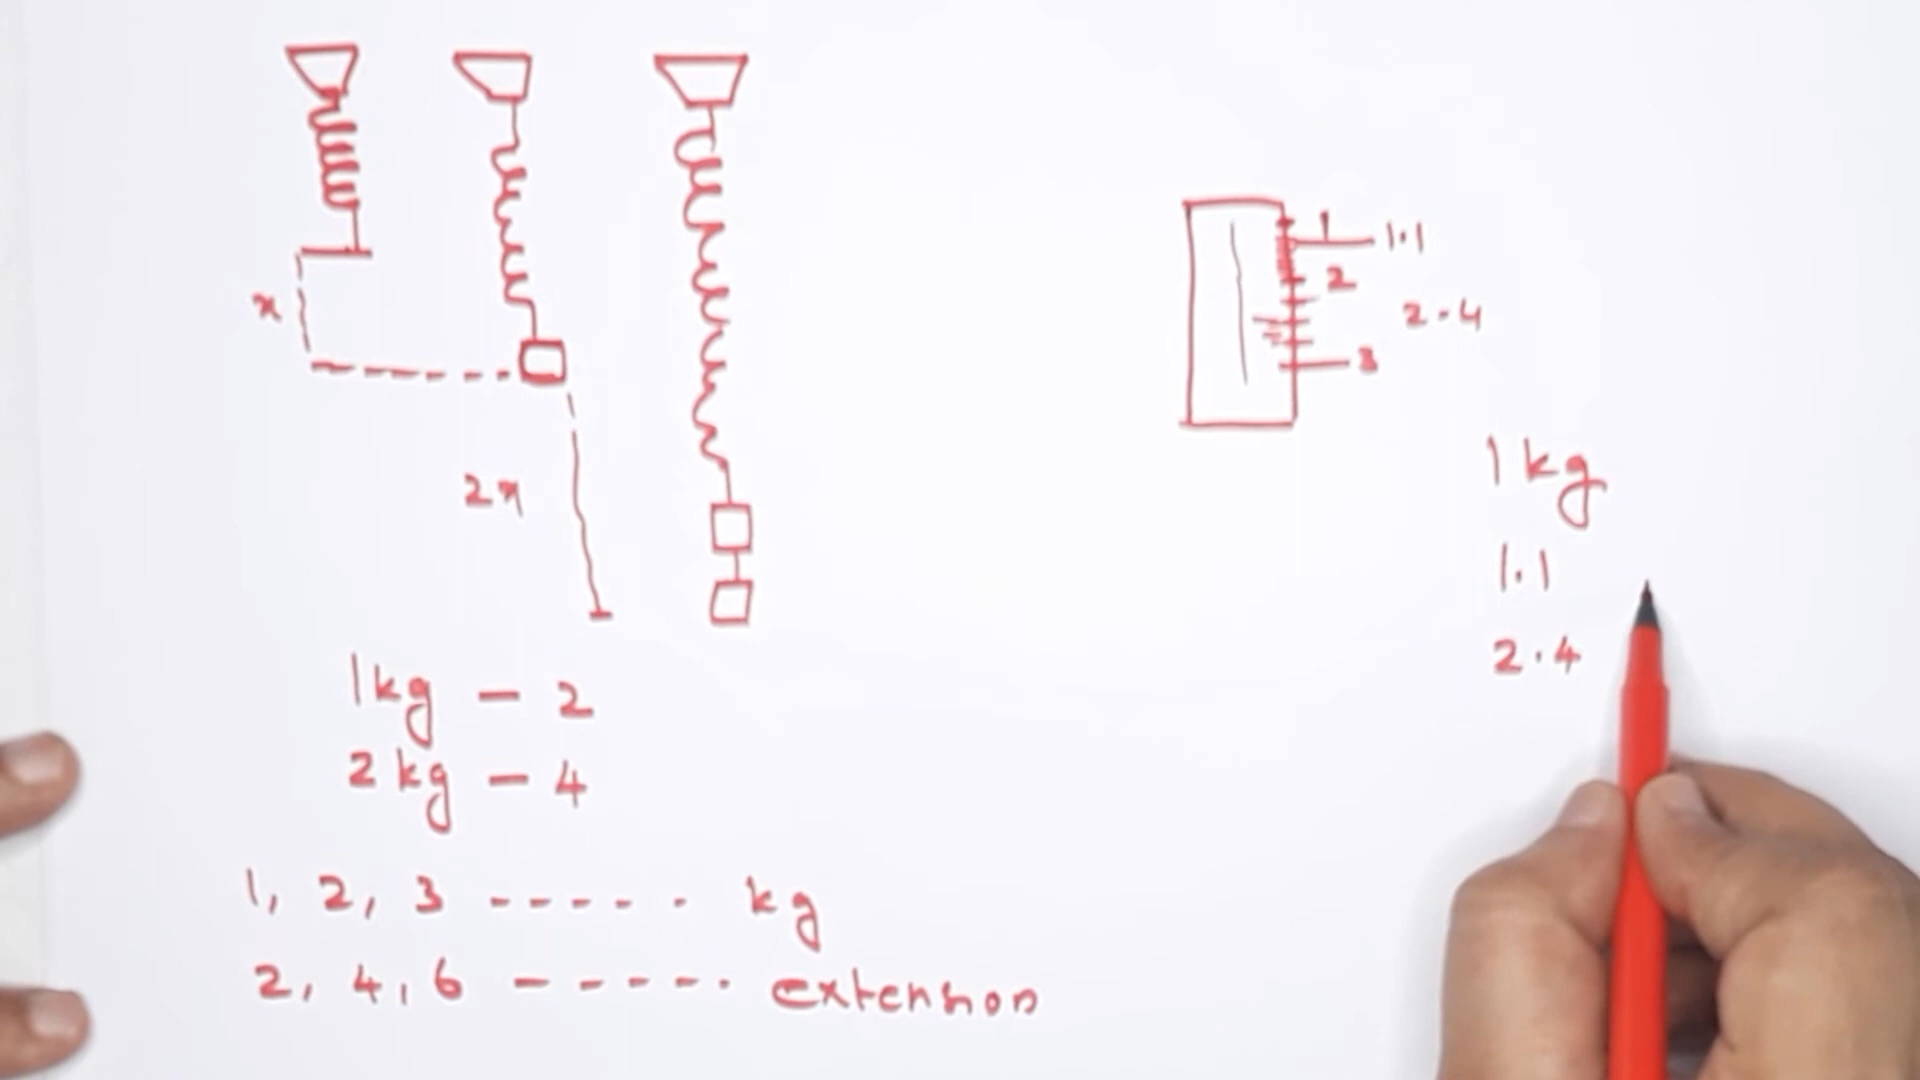 x
2x
1kg - 2
2kg - 4
1, 2, 3 ------ kg
2, 4, 6 ------ extension
1
1.1
2
2.4
3
1kg
1.1
2.4